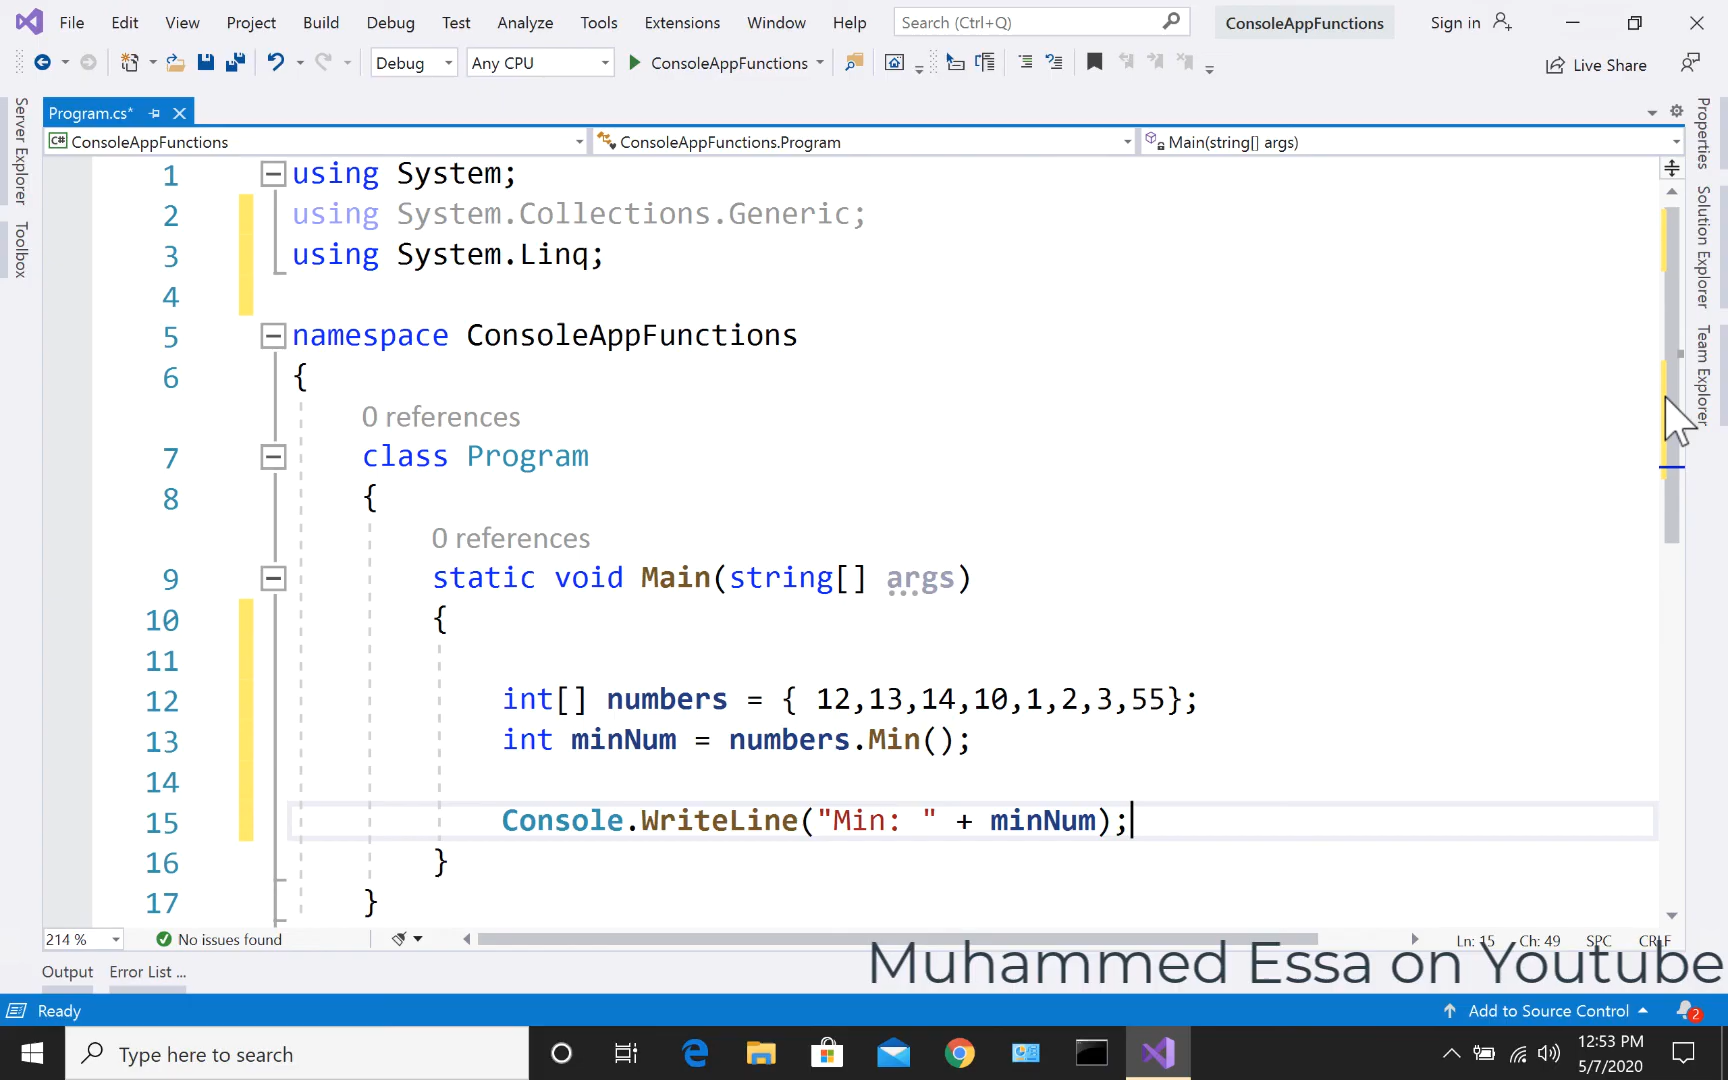 File Edit View Project Build Debug Test Analyze Tools Extensions Window Help Search (Ctrl+Q) ConsoleAppFunctions Sign in
Debug Any CPU ConsoleAppFunctions Live Share
Server Explorer
Toolbox
Program.cs*
ConsoleAppFunctions ConsoleAppFunctions.Program Main(string[] args)
1 using System;
2 using System.Collections.Generic;
3 using System.Linq;
4
5 namespace ConsoleAppFunctions
6 {
0 references
7 class Program
8 {
0 references
9 static void Main(string[] args)
10 {
11
12 int[] numbers = { 12,13,14,10,1,2,3,55};
13 int minNum = numbers.Min();
14
15 Console.WriteLine("Min: " + minNum);
16 }
17 }
Properties
Solution Explorer
Team Explorer
214 % No issues found Ln: 15 Ch: 49 SPC CRLF
Muhammed Essa on Youtube
Output Error List ...
Ready Add to Source Control 2
Type here to search 12:53 PM
5/7/2020